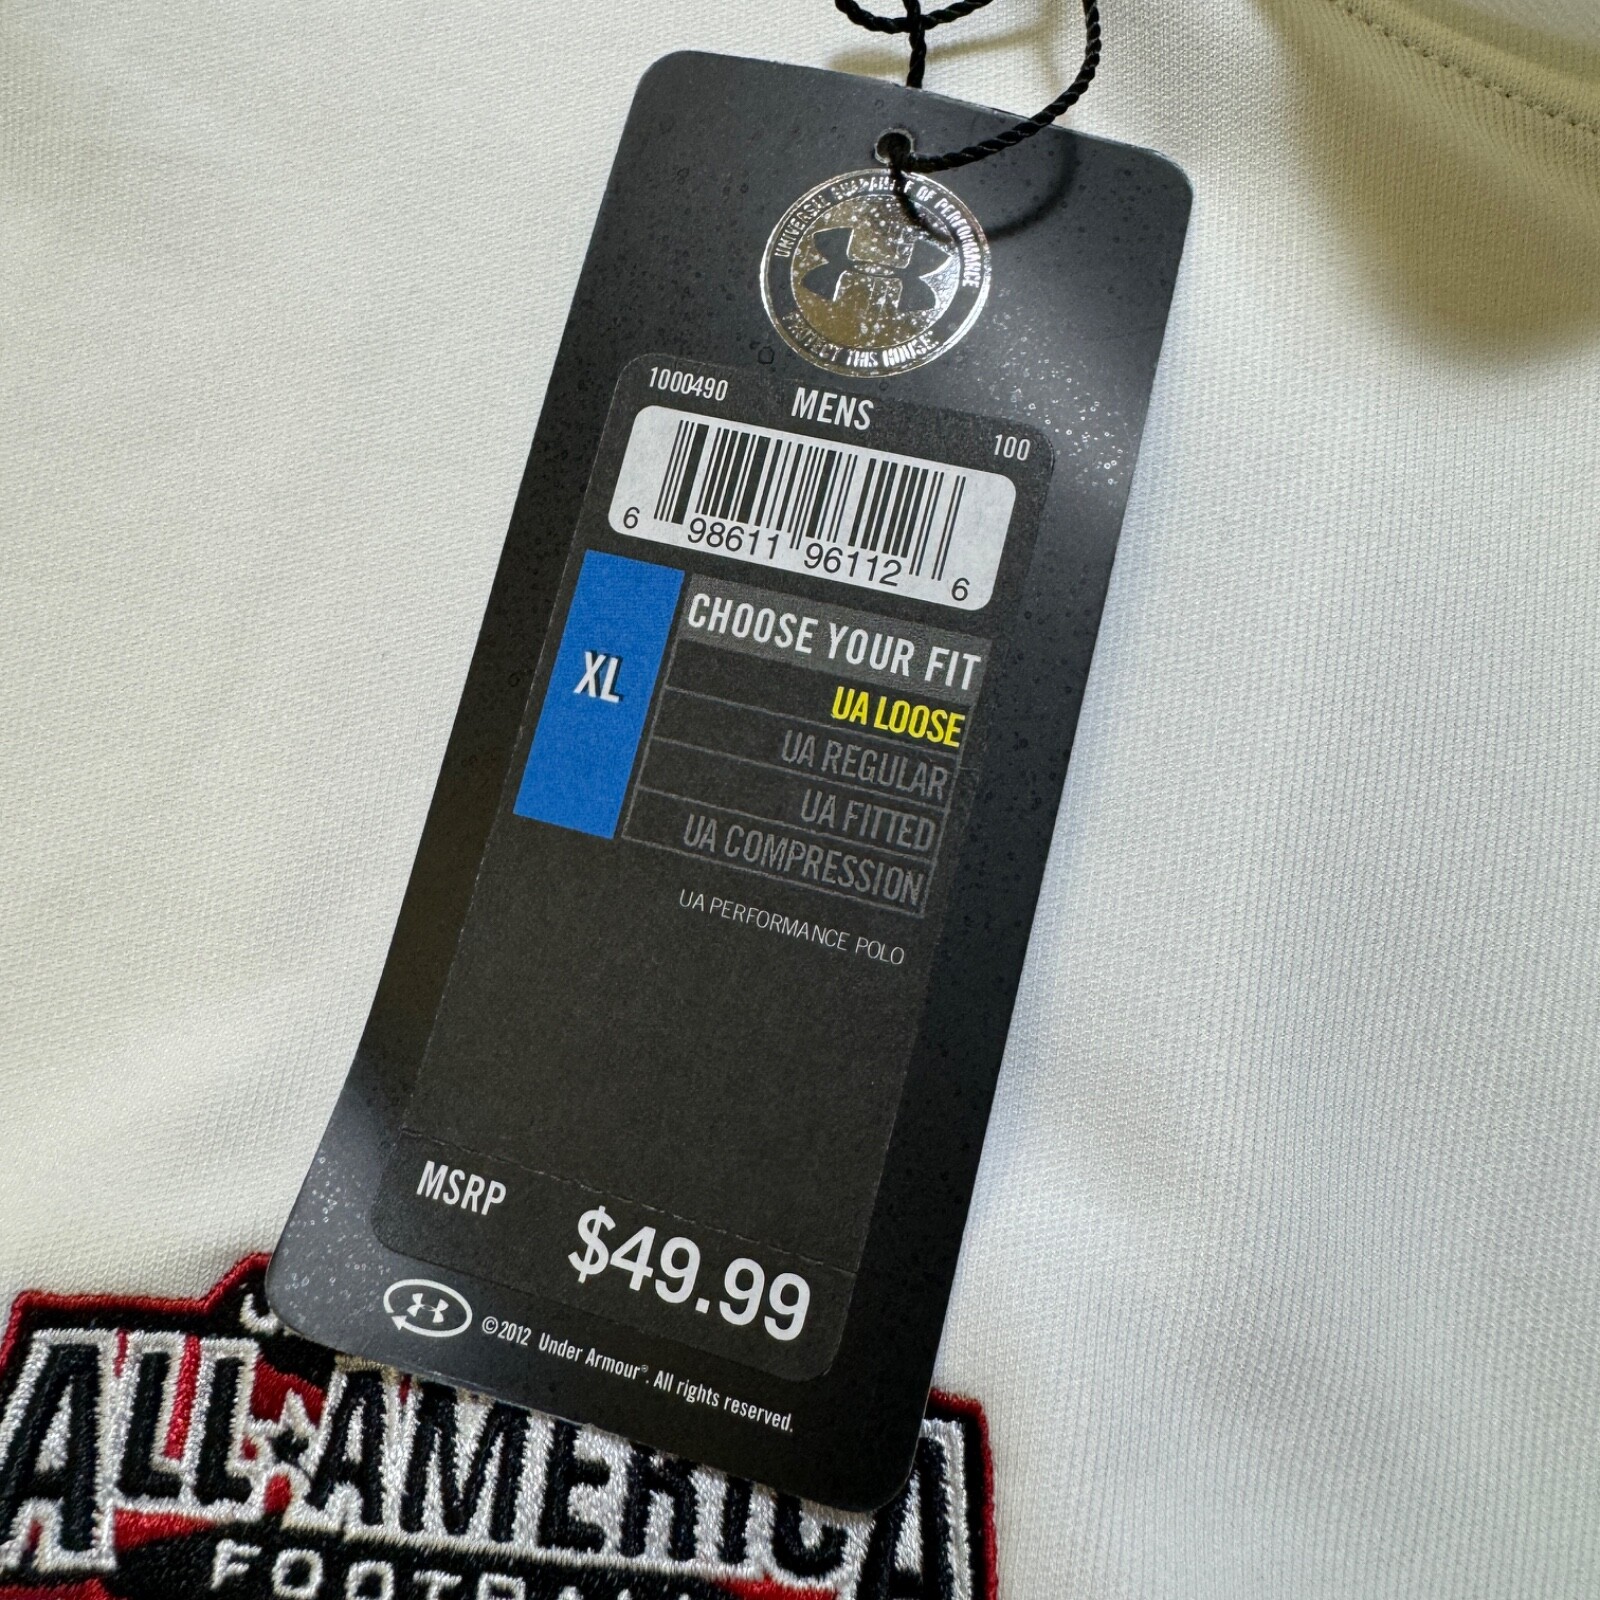 UNIVERSAL GUARANTEE OF PERFORMANCE
PROTECT THIS HOUSE
1000490 MENS 100
6 98611 96112 6
CHOOSE YOUR FIT
XL
UA LOOSE
UA REGULAR
UA FITTED
UA COMPRESSION
UA PERFORMANCE POLO
MSRP $49.99
©2012 Under Armour®. All rights reserved.
ALL★AMERICA
FOOTBALL